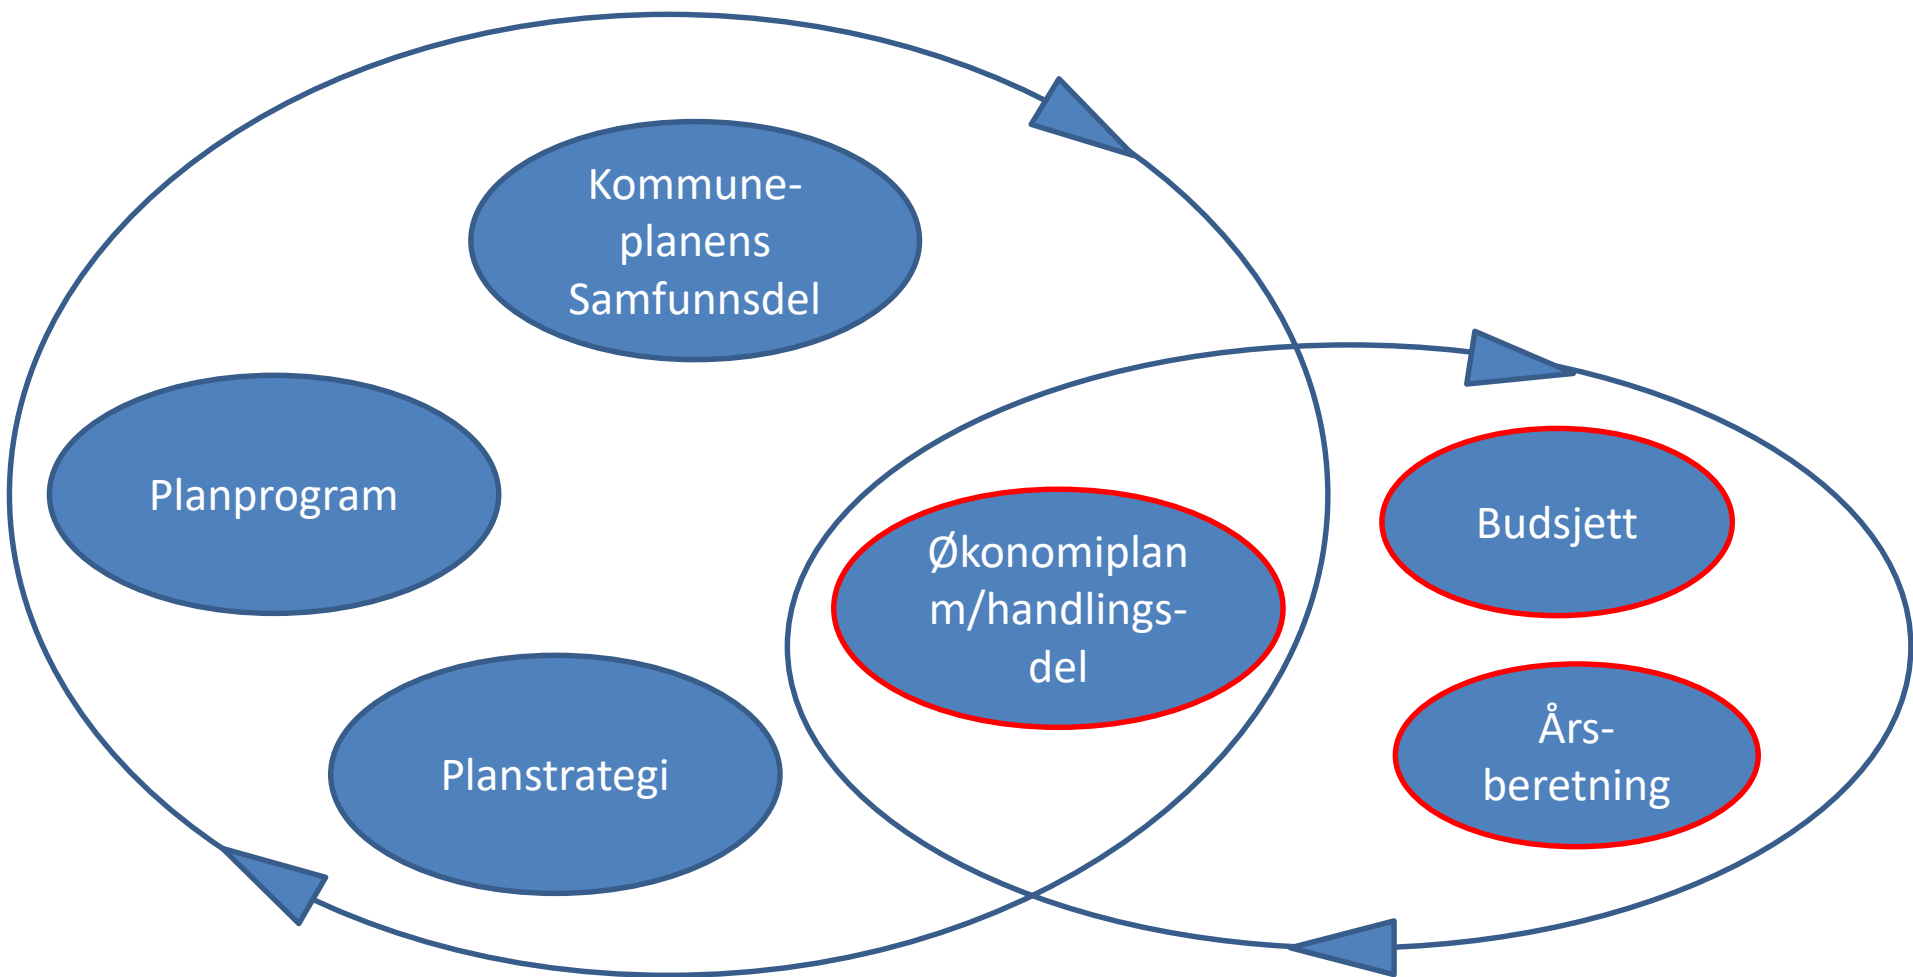 Kommune-
planens
Samfunnsdel
Planprogram
Planstrategi
Økonomiplan
m/handlings-
del
Budsjett
Års-
beretning